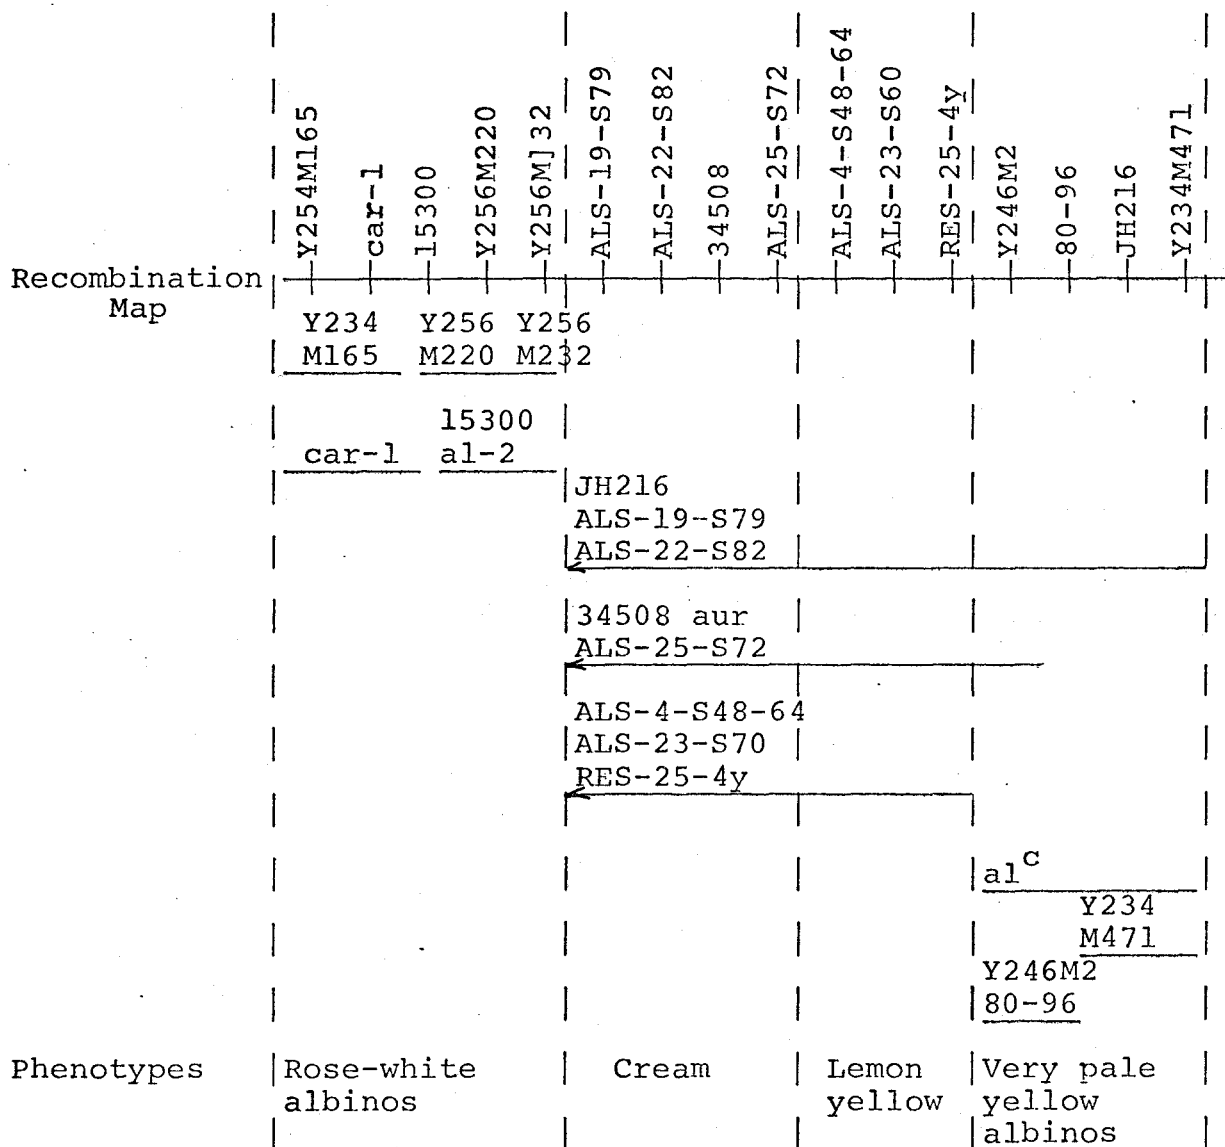 Y254M165
car-1
15300
Y256M220
Y256M]32
ALS-19-S79
ALS-22-S82
34508
ALS-25-S72
ALS-4-S48-64
ALS-23-S60
RES-25-4y
Y246M2
80-96
JH216
Y234M471
Recombination
Map
Y234 Y256 Y256
M165 M220 M232
15300
car-1 al-2
JH216
ALS-19-S79
ALS-22-S82
34508 aur
ALS-25-S72
ALS-4-S48-64
ALS-23-S70
RES-25-4y
alC
Y234
M471
Y246M2
80-96
Phenotypes Rose-white Cream Lemon Very pale
albinos yellow yellow
albinos